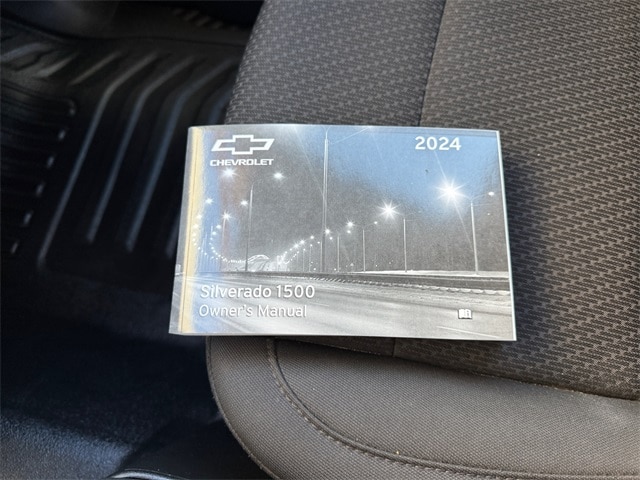 CHEVROLET
2024
Silverado 1500
Owner's Manual